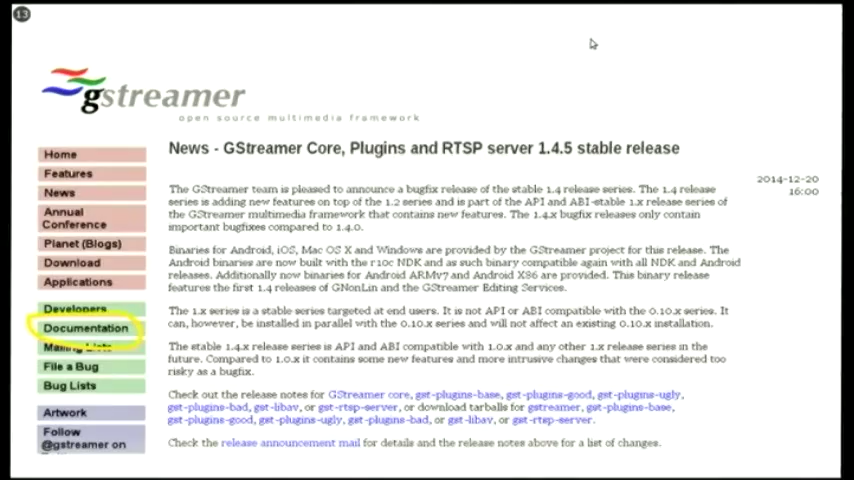 13
gstreamer
open source multimedia framework
Home
Features
News
Annual
Conference
Planet (Blogs)
Download
Applications
Developers
Documentation
Mailing Lists
File a Bug
Bug Lists
Artwork
Follow
@gstreamer on
News - GStreamer Core, Plugins and RTSP server 1.4.5 stable release
2014-12-20
16:00
The GStreamer team is pleased to announce a bugfix release of the stable 1.4 release series. The 1.4 release
series is adding new features on top of the 1.2 series and is part of the API and ABI-stable 1.x release series of
the GStreamer multimedia framework that contains new features. The 1.4.x bugfix releases only contain
important bugfixes compared to 1.4.0.
Binaries for Android, iOS, Mac OS X and Windows are provided by the GStreamer project for this release. The
Android binaries are now built with the r10c NDK and as such binary compatible again with all NDK and Android
releases. Additionally now binaries for Android ARMv7 and Android X86 are provided. This binary release
features the first 1.4 releases of GNonLin and the GStreamer Editing Services.
The 1.x series is a stable series targeted at end users. It is not API or ABI compatible with the 0.10.x series. It
can, however, be installed in parallel with the 0.10.x series and will not affect an existing 0.10.x installation.
The stable 1.4.x release series is API and ABI compatible with 1.0.x and any other 1.x release series in the
future. Compared to 1.0.x it contains some new features and more intrusive changes that were considered too
risky as a bugfix.
Check out the release notes for GStreamer core, gst-plugins-base, gst-plugins-good, gst-plugins-ugly,
gst-plugins-bad, gst-libav, or gst-rtsp-server, or download tarballs for gstreamer, gst-plugins-base,
gst-plugins-good, gst-plugins-ugly, gst-plugins-bad, or gst-libav, or gst-rtsp-server.
Check the release announcement mail for details and the release notes above for a list of changes.